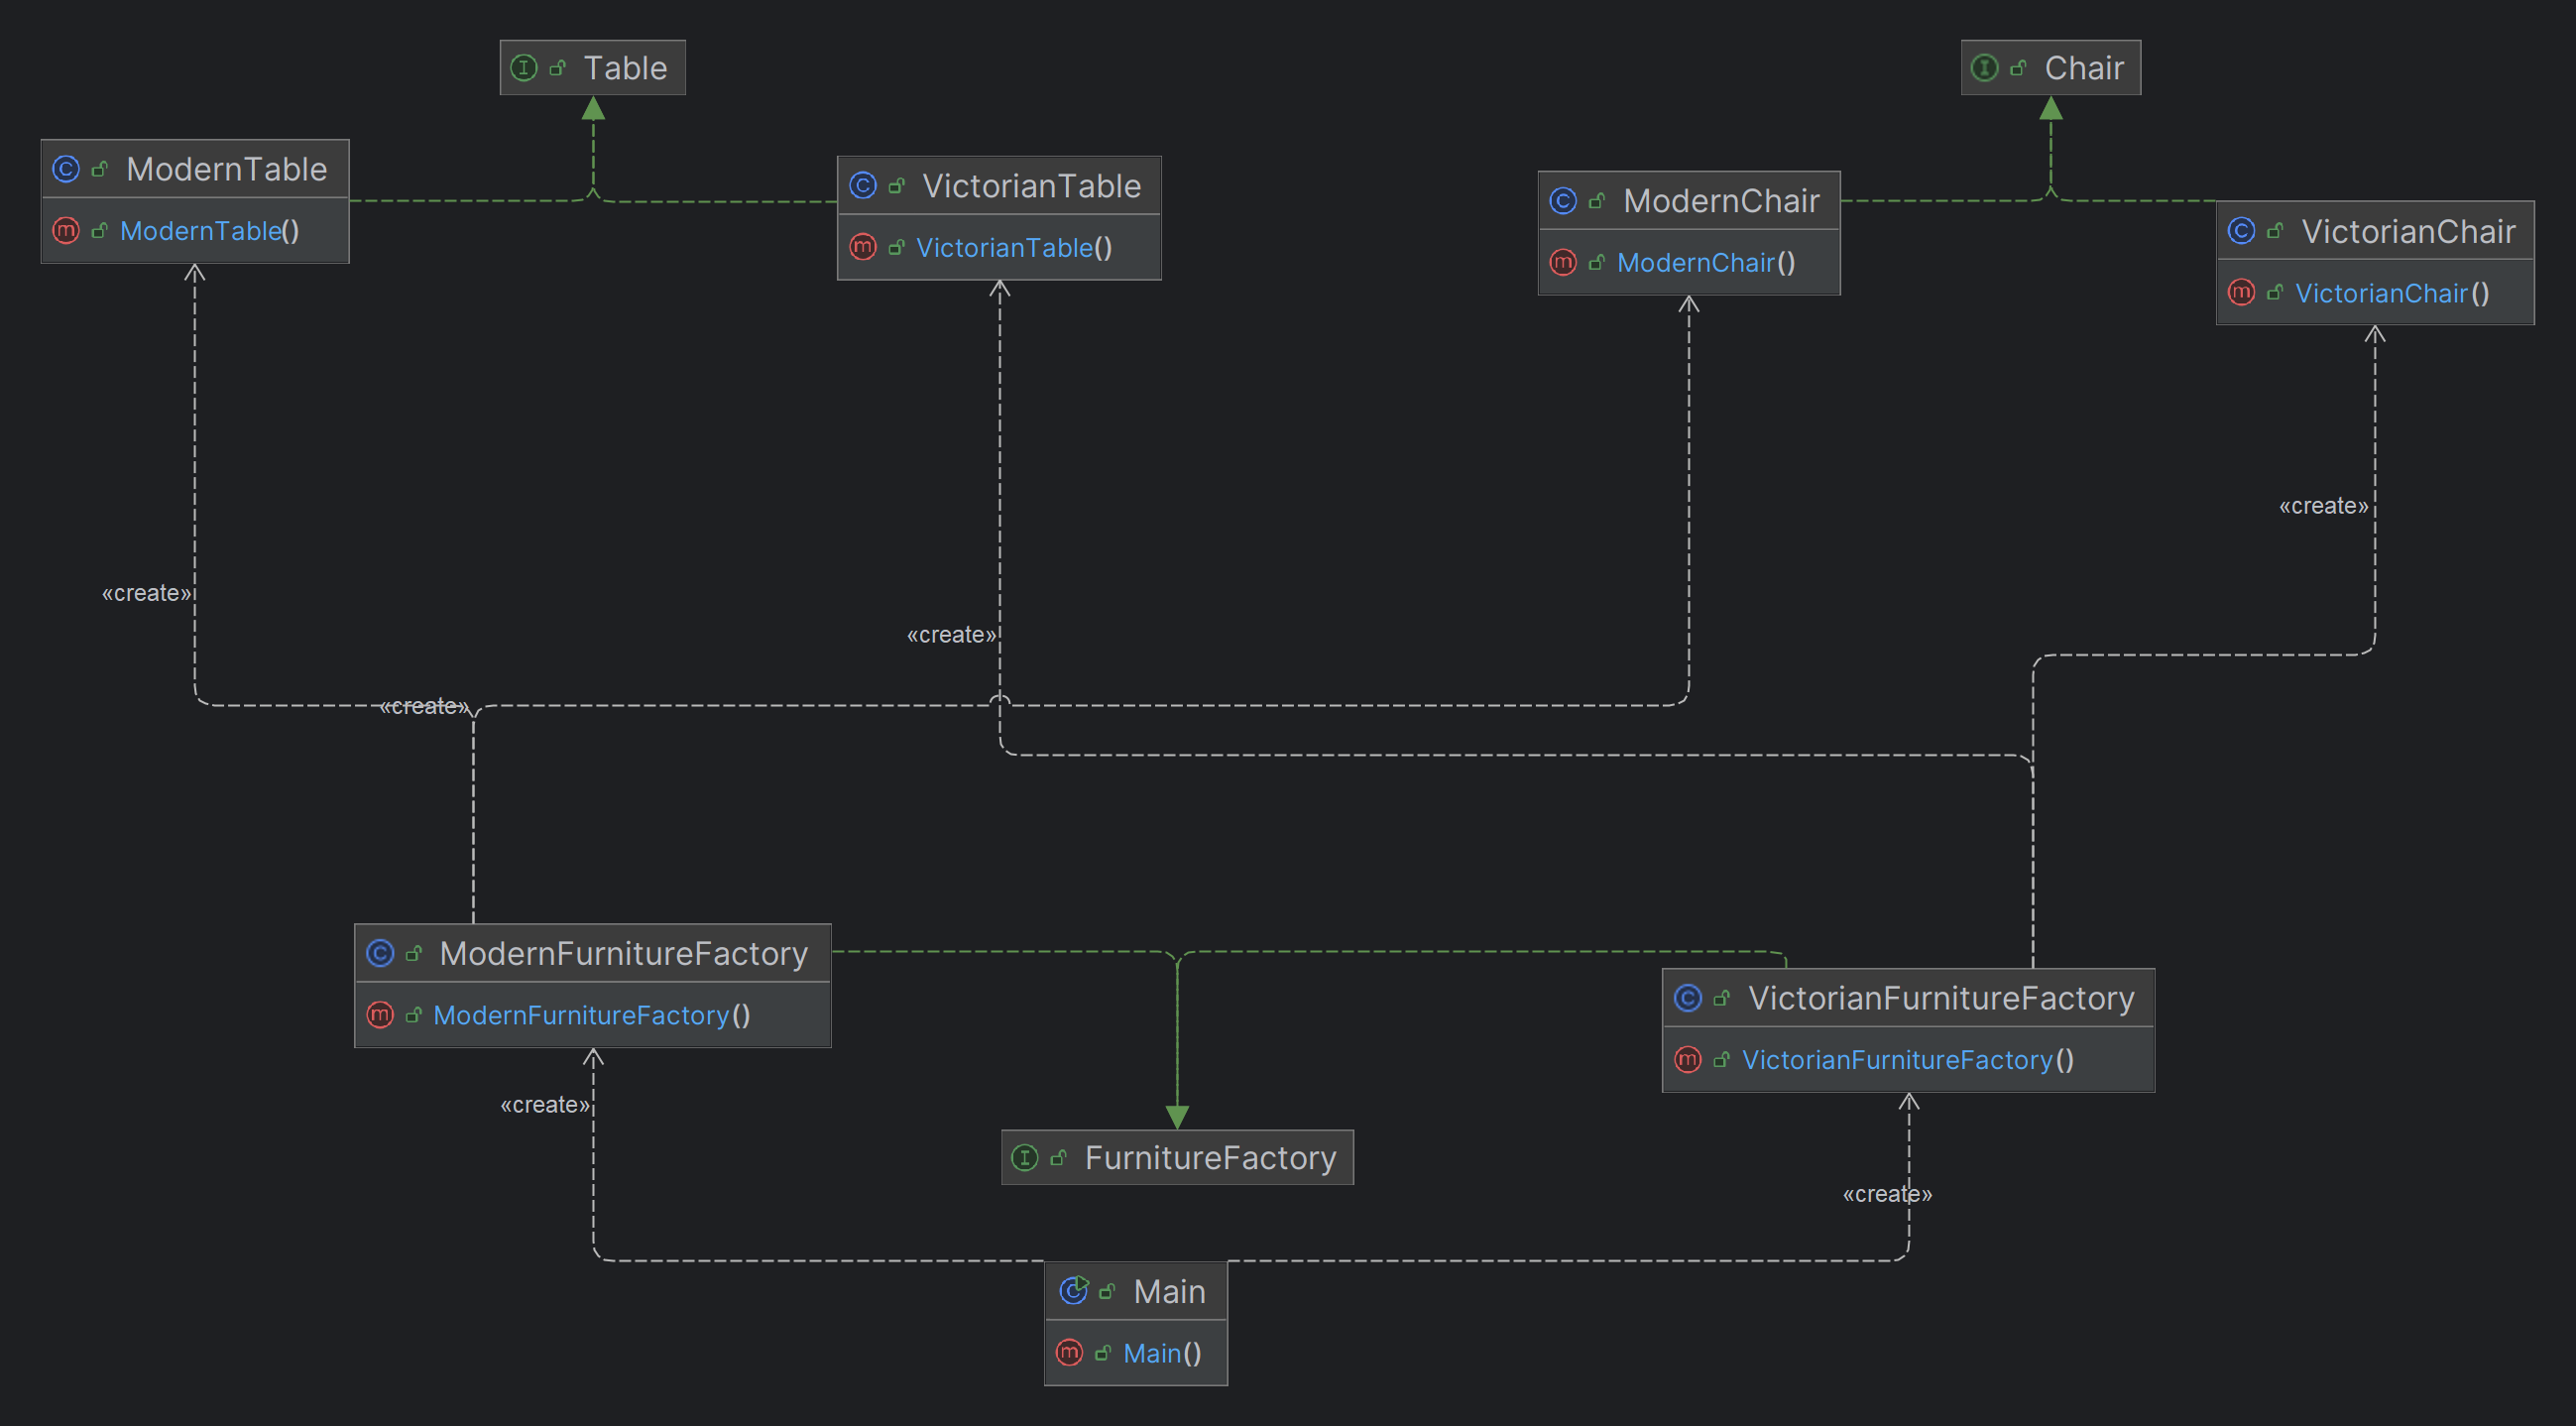 Table
Chair
ModernTable
ModernTable()
VictorianTable
VictorianTable()
ModernChair
ModernChair()
VictorianChair
VictorianChair()
«create»
«create»
«create»
«create»
ModernFurnitureFactory
ModernFurnitureFactory()
VictorianFurnitureFactory
VictorianFurnitureFactory()
«create»
FurnitureFactory
«create»
Main
Main()